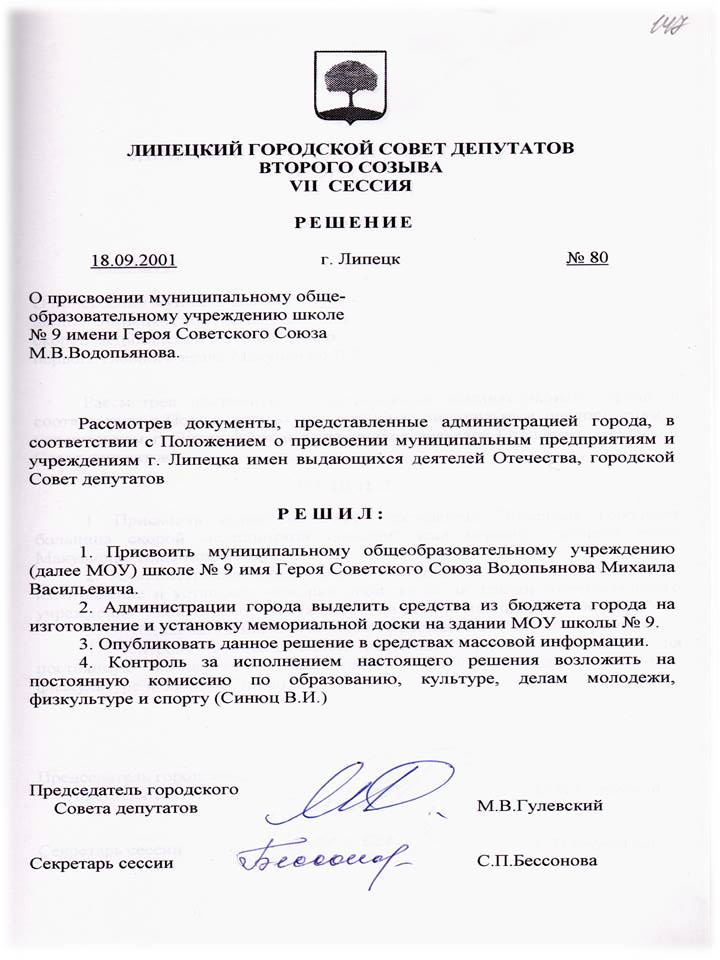 147
ЛИПЕЦКИЙ ГОРОДСКОЙ СОВЕТ ДЕПУТАТОВ
ВТОРОГО СОЗЫВА
VII СЕССИЯ
РЕШЕНИЕ
18.09.2001 г. Липецк № 80
О присвоении муниципальному обще-
образовательному учреждению школе
№ 9 имени Героя Советского Союза
М.В.Водопьянова.
Рассмотрев документы, представленные администрацией города, в
соответствии с Положением о присвоении муниципальным предприятиям и
учреждениям г. Липецка имен выдающихся деятелей Отечества, городской
Совет депутатов
РЕШИЛ:
1. Присвоить муниципальному общеобразовательному учреждению
(далее МОУ) школе № 9 имя Героя Советского Союза Водопьянова Михаила
Васильевича.
2. Администрации города выделить средства из бюджета города на
изготовление и установку мемориальной доски на здании МОУ школы № 9.
3. Опубликовать данное решение в средствах массовой информации.
4. Контроль за исполнением настоящего решения возложить на
постоянную комиссию по образованию, культуре, делам молодежи,
физкультуре и спорту (Синюц В.И.)
Председатель городского
Совета депутатов М.В.Гулевский
Секретарь сессии Бессонова С.П.Бессонова